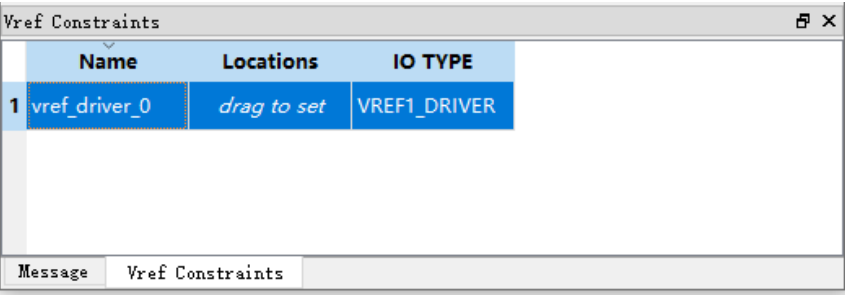 Vref Constraints
Name Locations IO TYPE
1 vref_driver_0 drag to set VREF1_DRIVER
Message Vref Constraints